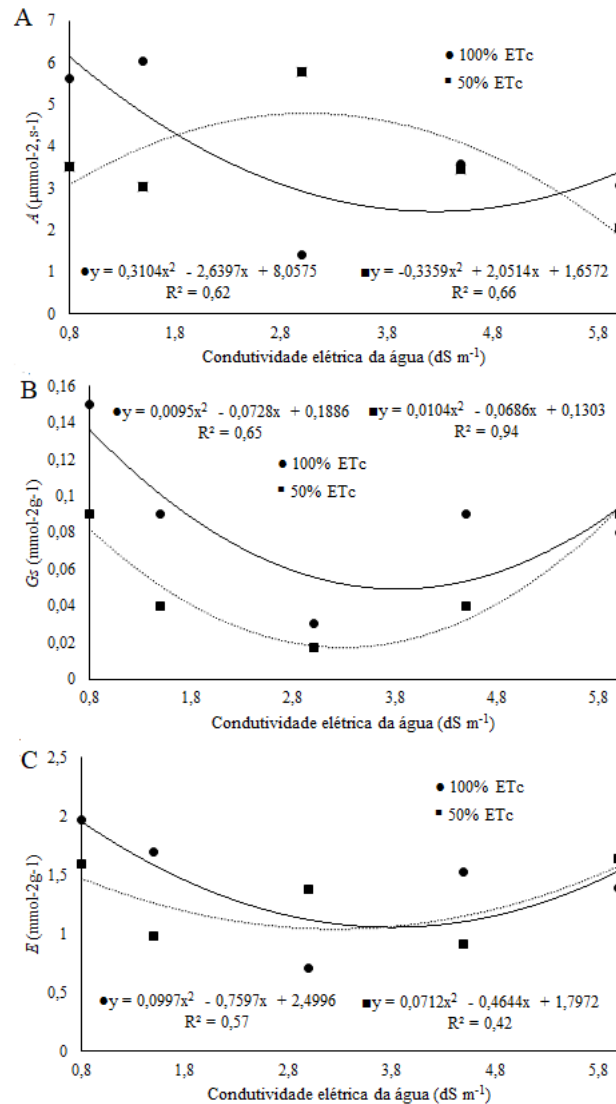 A
7
6
5
4
3
2
1
0
A (µmmol-2,s-1)
● 100% ETc
■ 50% ETc
●y = 0,3104x² - 2,6397x + 8,0575
R² = 0,62
■y = -0,3359x² + 2,0514x + 1,6572
R² = 0,66
0,8 1,8 2,8 3,8 4,8 5,8
Condutividade elétrica da água (dS m⁻¹)
B
0,16
0,14
0,12
0,1
0,08
0,06
0,04
0,02
0
Gs (mmol-2g-1)
●y = 0,0095x² - 0,0728x + 0,1886
R² = 0,65
■y = 0,0104x² - 0,0686x + 0,1303
R² = 0,94
● 100% ETc
■ 50% ETc
0,8 1,8 2,8 3,8 4,8 5,8
Condutividade elétrica da água (dS m⁻¹)
C
2,5
2
1,5
1
0,5
0
E (mmol-2g-1)
● 100% ETc
■ 50% ETc
●y = 0,0997x² - 0,7597x + 2,4996
R² = 0,57
■y = 0,0712x² - 0,4644x + 1,7972
R² = 0,42
0,8 1,8 2,8 3,8 4,8 5,8
Condutividade elétrica da água (dS m⁻¹)